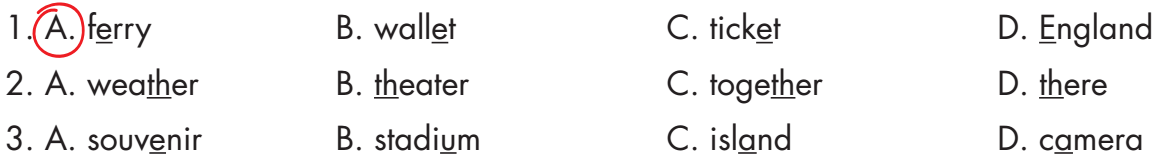 1. A. ferry B. wallet C. ticket D. England
2. A. weather B. theater C. together D. there
3. A. souvenir B. stadium C. island D. camera